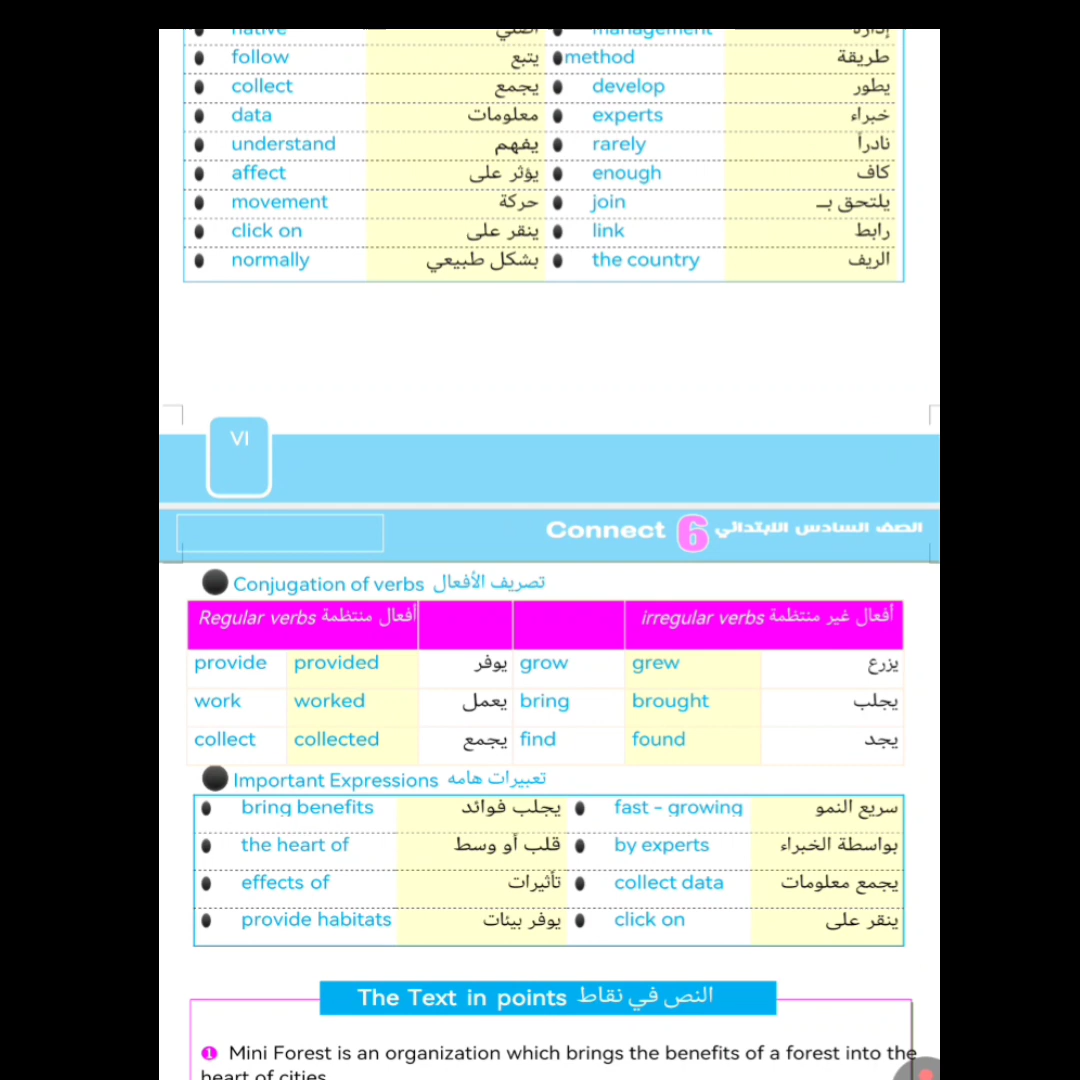 native أصلي management إدارة
follow يتبع method طريقة
collect يجمع develop يطور
data معلومات experts خبراء
understand يفهم rarely نادراً
affect يؤثر على enough كاف
movement حركة join يلتحق بـ
click on ينقر على link رابط
normally بشكل طبيعي the country الريف
VI
Connect 6 الصف السادس الابتدائي
Conjugation of verbs تصريف الأفعال
Regular verbs أفعال منتظمة irregular verbs أفعال غير منتظمة
provide provided يوفر grow grew يزرع
work worked يعمل bring brought يجلب
collect collected يجمع find found يجد
Important Expressions تعبيرات هامه
bring benefits يجلب فوائد fast - growing سريع النمو
the heart of قلب أو وسط by experts بواسطة الخبراء
effects of تأثيرات collect data يجمع معلومات
provide habitats يوفر بيئات click on ينقر على
The Text in points النص في نقاط
1 Mini Forest is an organization which brings the benefits of a forest into the
heart of cities